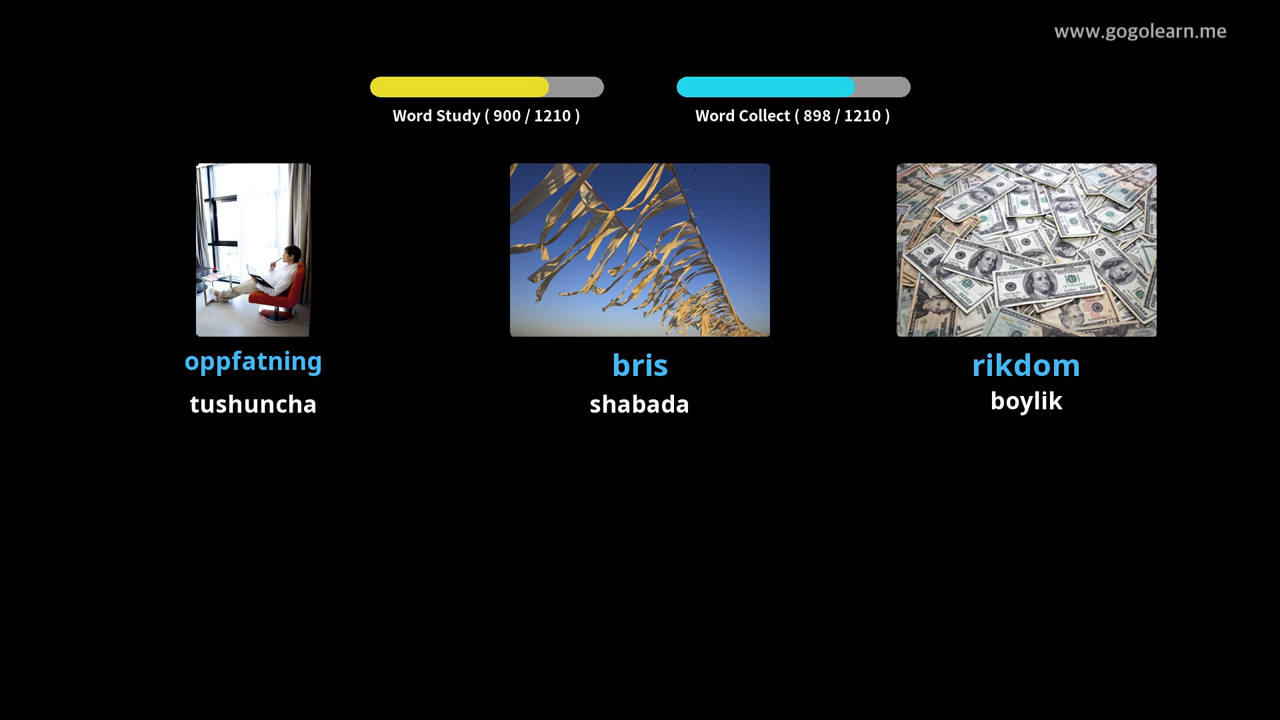 www.gogolearn.me
Word Study ( 900 / 1210 )
Word Collect ( 898 / 1210 )
oppfatning
tushuncha
bris
shabada
rikdom
boylik